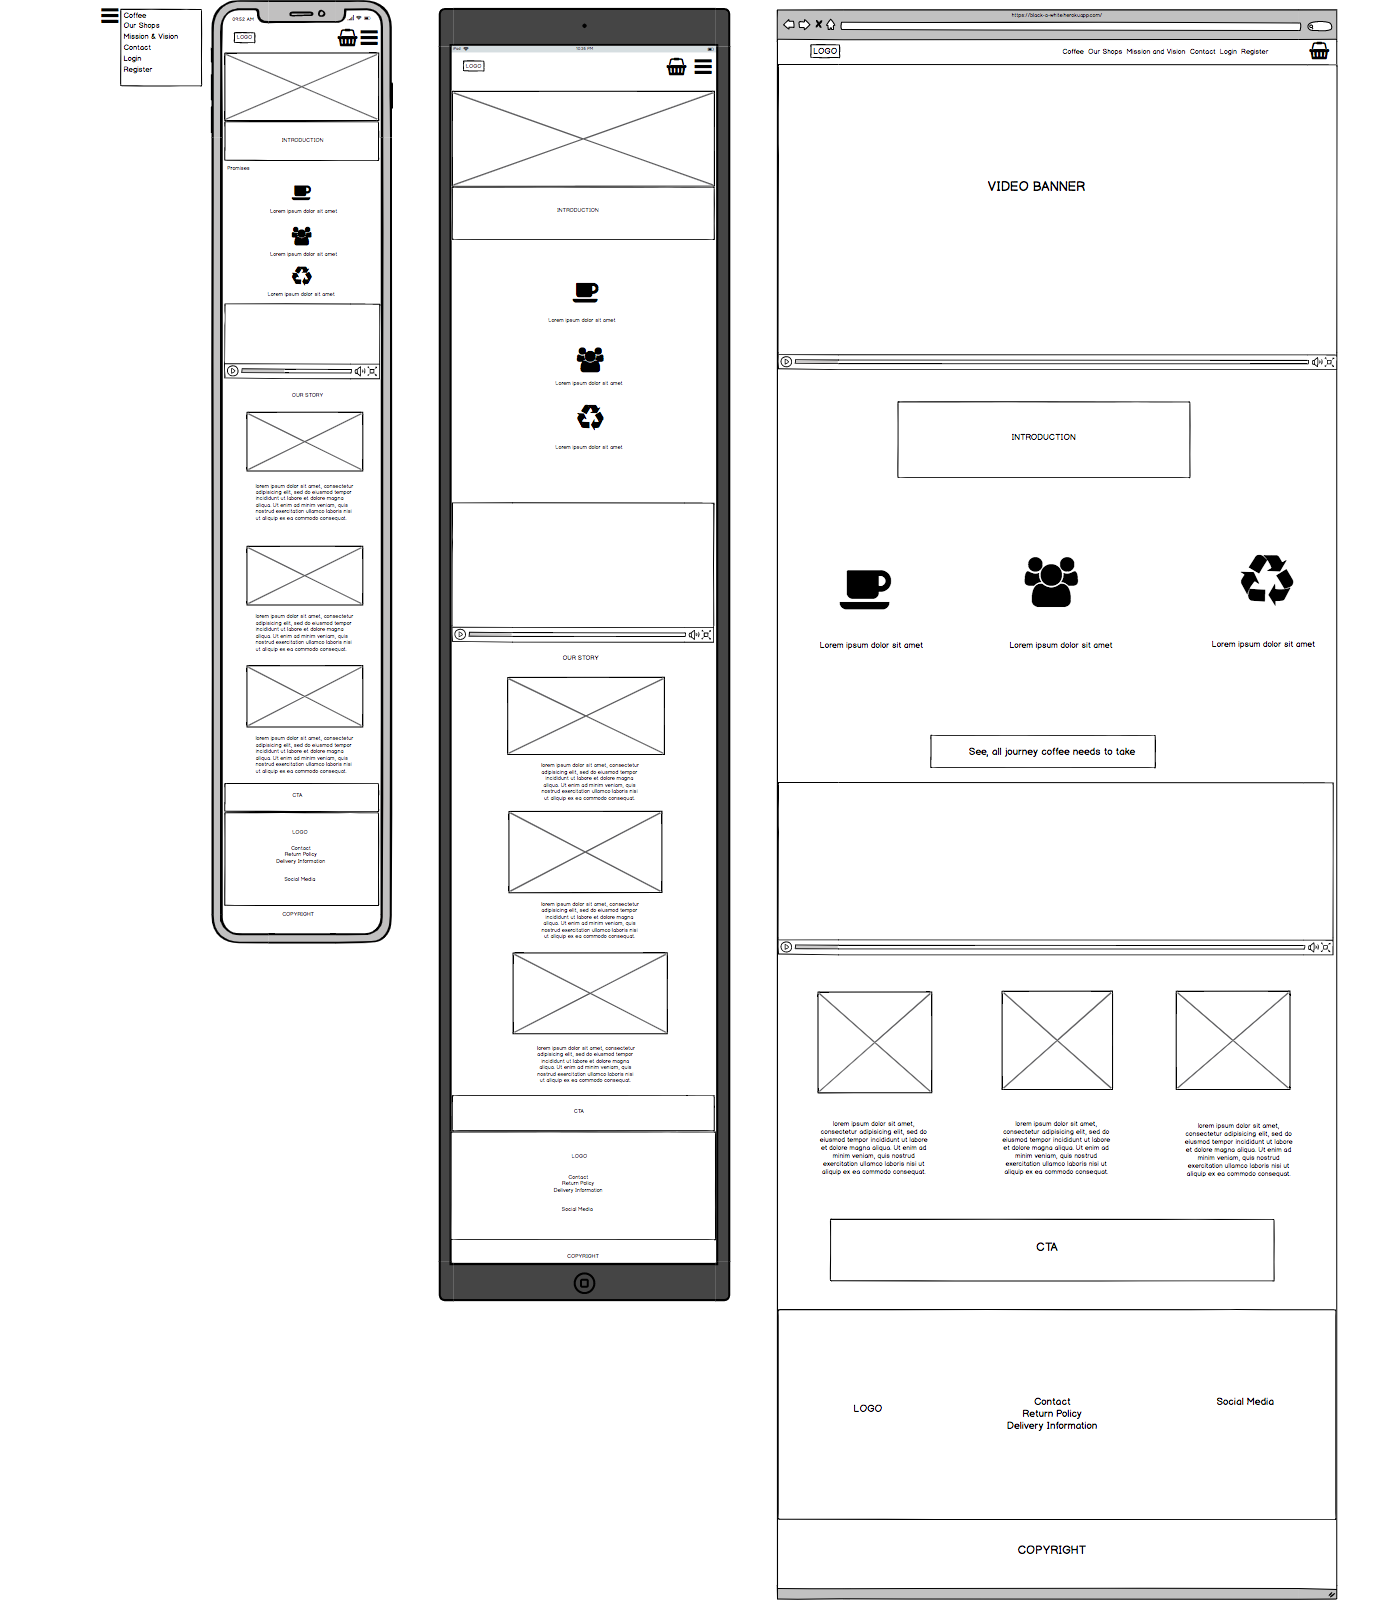 Coffee
Our Shops
Mission & Vision
Contact
Login
Register
09:52 AM
LOGO
INTRODUCTION
Promises
Lorem ipsum dolor sit amet
Lorem ipsum dolor sit amet
Lorem ipsum dolor sit amet
OUR STORY
lorem ipsum dolor sit amet, consectetur
adipisicing elit, sed do eiusmod tempor
incididunt ut labore et dolore magna
aliqua. Ut enim ad minim veniam, quis
nostrud exercitation ullamco laboris nisi
ut aliquip ex ea commodo consequat.
lorem ipsum dolor sit amet, consectetur
adipisicing elit, sed do eiusmod tempor
incididunt ut labore et dolore magna
aliqua. Ut enim ad minim veniam, quis
nostrud exercitation ullamco laboris nisi
ut aliquip ex ea commodo consequat.
lorem ipsum dolor sit amet, consectetur
adipisicing elit, sed do eiusmod tempor
incididunt ut labore et dolore magna
aliqua. Ut enim ad minim veniam, quis
nostrud exercitation ullamco laboris nisi
ut aliquip ex ea commodo consequat.
CTA
LOGO
Contact
Return Policy
Delivery Information
Social Media
COPYRIGHT
iPad
LOGO
INTRODUCTION
Lorem ipsum dolor sit amet
Lorem ipsum dolor sit amet
Lorem ipsum dolor sit amet
OUR STORY
lorem ipsum dolor sit amet, consectetur
adipisicing elit, sed do eiusmod tempor
incididunt ut labore et dolore magna
aliqua. Ut enim ad minim veniam, quis
nostrud exercitation ullamco laboris nisi
ut aliquip ex ea commodo consequat.
lorem ipsum dolor sit amet, consectetur
adipisicing elit, sed do eiusmod tempor
incididunt ut labore et dolore magna
aliqua. Ut enim ad minim veniam, quis
nostrud exercitation ullamco laboris nisi
ut aliquip ex ea commodo consequat.
lorem ipsum dolor sit amet, consectetur
adipisicing elit, sed do eiusmod tempor
incididunt ut labore et dolore magna
aliqua. Ut enim ad minim veniam, quis
nostrud exercitation ullamco laboris nisi
ut aliquip ex ea commodo consequat.
CTA
LOGO
Contact
Return Policy
Delivery Information
Social Media
COPYRIGHT
https://black-a-white.herokuapp.com/
LOGO
Coffee Our Shops Mission and Vision Contact Login Register
VIDEO BANNER
INTRODUCTION
Lorem ipsum dolor sit amet
Lorem ipsum dolor sit amet
Lorem ipsum dolor sit amet
See, all journey coffee needs to take
lorem ipsum dolor sit amet,
consectetur adipisicing elit, sed do
eiusmod tempor incididunt ut labore
et dolore magna aliqua. Ut enim ad
minim veniam, quis nostrud
exercitation ullamco laboris nisi ut
aliquip ex ea commodo consequat.
lorem ipsum dolor sit amet,
consectetur adipisicing elit, sed do
eiusmod tempor incididunt ut labore
et dolore magna aliqua. Ut enim ad
minim veniam, quis nostrud
exercitation ullamco laboris nisi ut
aliquip ex ea commodo consequat.
lorem ipsum dolor sit amet,
consectetur adipisicing elit, sed do
eiusmod tempor incididunt ut labore
et dolore magna aliqua. Ut enim ad
minim veniam, quis nostrud
exercitation ullamco laboris nisi ut
aliquip ex ea commodo consequat.
CTA
LOGO
Contact
Return Policy
Delivery Information
Social Media
COPYRIGHT